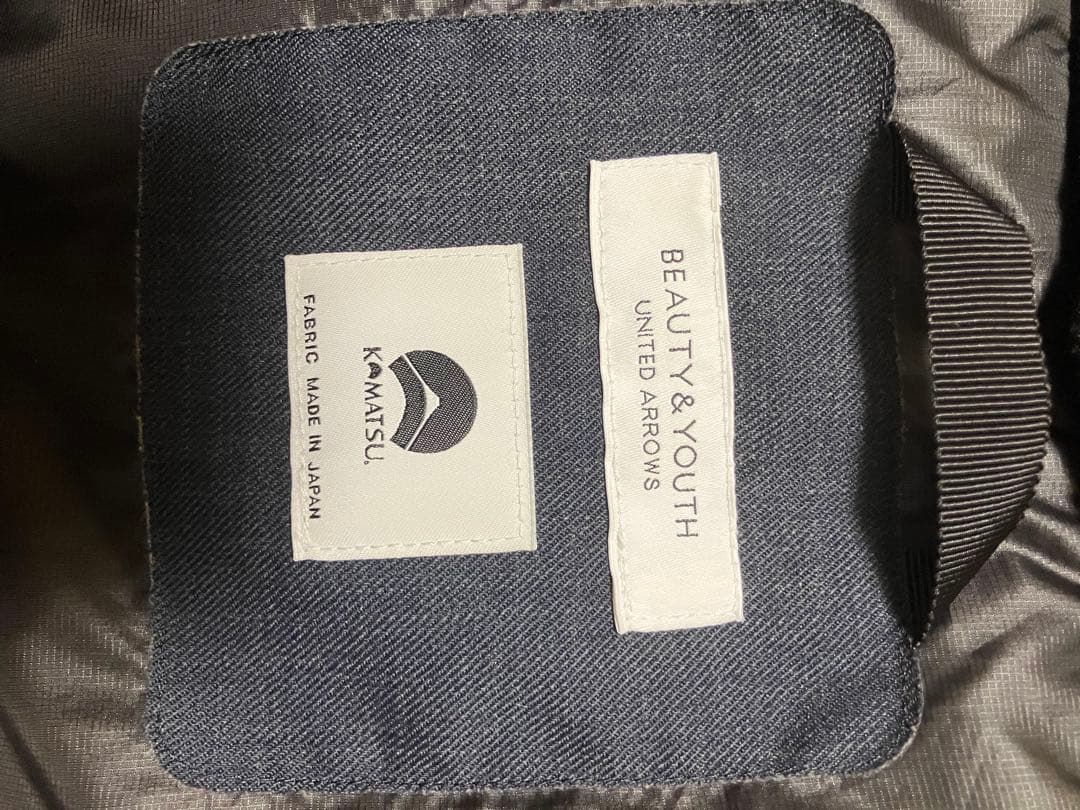 BEAUTY&YOUTH
UNITED ARROWS
KOMATSU.
FABRIC MADE IN JAPAN